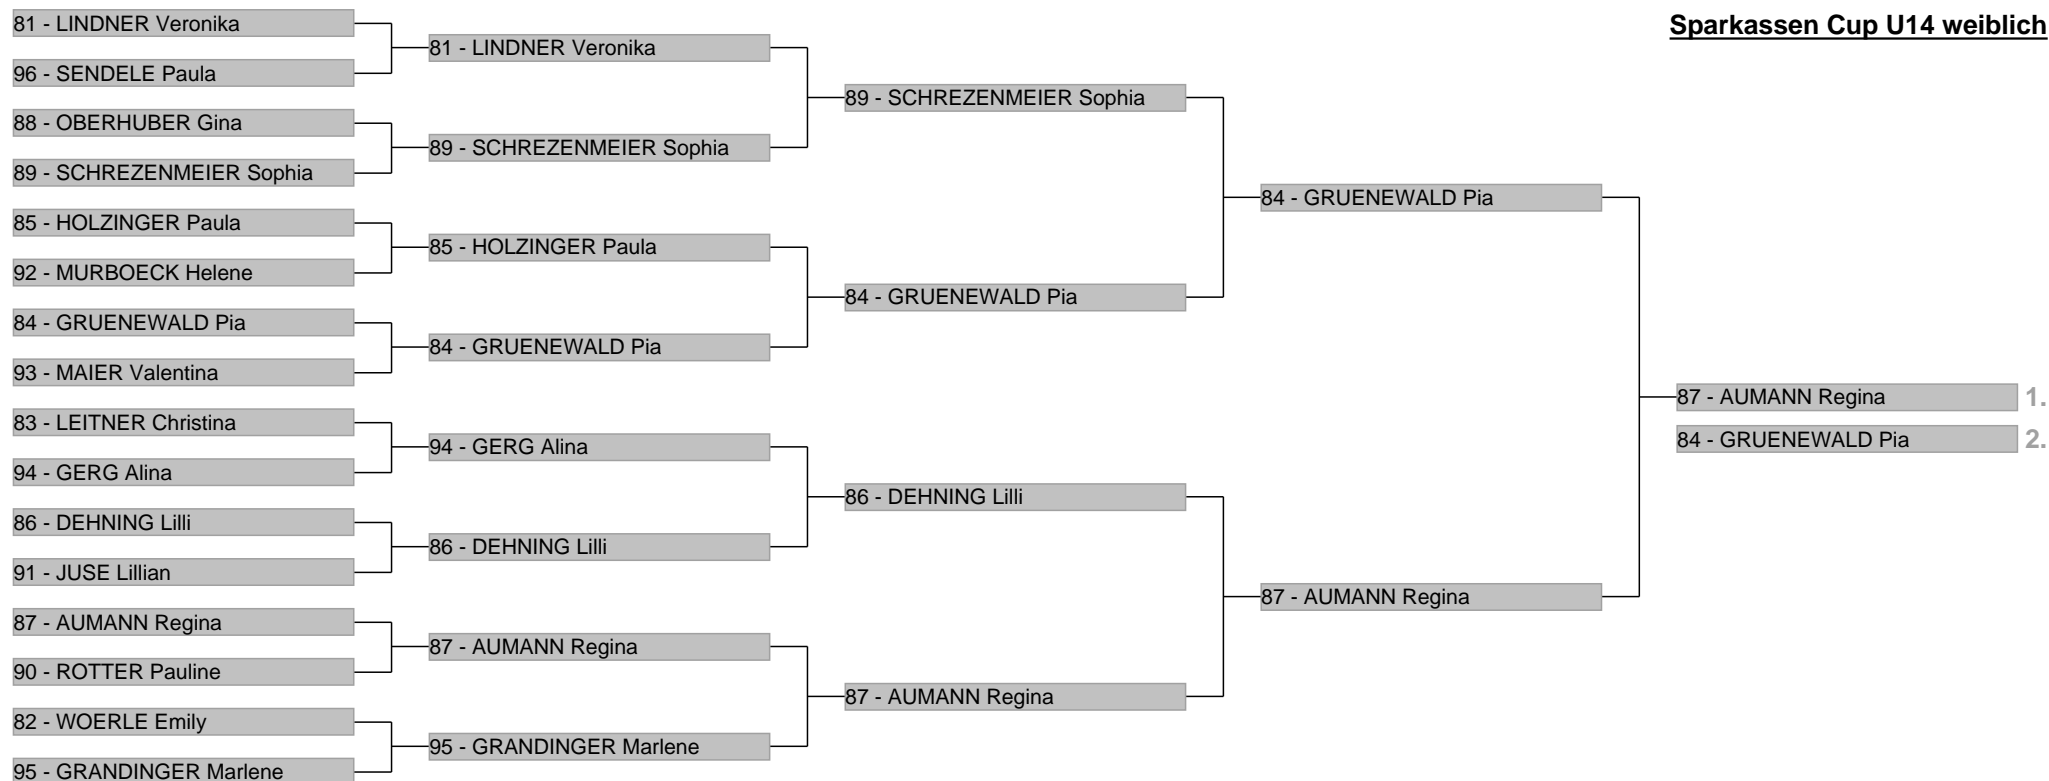 Sparkassen Cup U14 weiblich
81 - LINDNER Veronika
96 - SENDELE Paula
88 - OBERHUBER Gina
89 - SCHREZENMEIER Sophia
85 - HOLZINGER Paula
92 - MURBOECK Helene
84 - GRUENEWALD Pia
93 - MAIER Valentina
83 - LEITNER Christina
94 - GERG Alina
86 - DEHNING Lilli
91 - JUSE Lillian
87 - AUMANN Regina
90 - ROTTER Pauline
82 - WOERLE Emily
95 - GRANDINGER Marlene
81 - LINDNER Veronika
89 - SCHREZENMEIER Sophia
85 - HOLZINGER Paula
84 - GRUENEWALD Pia
94 - GERG Alina
86 - DEHNING Lilli
87 - AUMANN Regina
95 - GRANDINGER Marlene
89 - SCHREZENMEIER Sophia
84 - GRUENEWALD Pia
86 - DEHNING Lilli
87 - AUMANN Regina
84 - GRUENEWALD Pia
87 - AUMANN Regina
87 - AUMANN Regina 1.
84 - GRUENEWALD Pia 2.